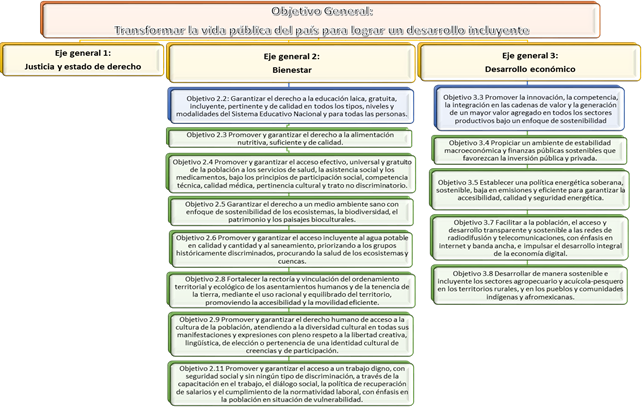 Objetivo General:
Transformar la vida pública del país para lograr un desarrollo incluyente
Eje general 1:
Justicia y estado de derecho
Eje general 2:
Bienestar
Objetivo 2.2: Garantizar el derecho a la educación laica, gratuita,
incluyente, pertinente y de calidad en todos los tipos, niveles y
modalidades del Sistema Educativo Nacional y para todas las personas.
Objetivo 2.3 Promover y garantizar el derecho a la alimentación
nutritiva, suficiente y de calidad.
Objetivo 2.4 Promover y garantizar el acceso efectivo, universal y gratuito
de la población a los servicios de salud, la asistencia social y los
medicamentos, bajo los principios de participación social, competencia
técnica, calidad médica, pertinencia cultural y trato no discriminatorio.
Objetivo 2.5 Garantizar el derecho a un medio ambiente sano con
enfoque de sostenibilidad de los ecosistemas, la biodiversidad, el
patrimonio y los paisajes bioculturales.
Objetivo 2.6 Promover y garantizar el acceso incluyente al agua potable
en calidad y cantidad y al saneamiento, priorizando a los grupos
históricamente discriminados, procurando la salud de los ecosistemas y
cuencas.
Objetivo 2.8 Fortalecer la rectoría y vinculación del ordenamiento
territorial y ecológico de los asentamientos humanos y de la tenencia de
la tierra, mediante el uso racional y equilibrado del territorio,
promoviendo la accesibilidad y la movilidad eficiente.
Objetivo 2.9 Promover y garantizar el derecho humano de acceso a la
cultura de la población, atendiendo a la diversidad cultural en todas sus
manifestaciones y expresiones con pleno respeto a la libertad creativa,
lingüística, de elección o pertenencia de una identidad cultural de
creencias y de participación.
Objetivo 2.11 Promover y garantizar el acceso a un trabajo digno, con
seguridad social y sin ningún tipo de discriminación, a través de la
capacitación en el trabajo, el diálogo social, la política de recuperación
de salarios y el cumplimiento de la normatividad laboral, con énfasis en
la población en situación de vulnerabilidad.
Eje general 3:
Desarrollo económico
Objetivo 3.3 Promover la innovación, la competencia,
la integración en las cadenas de valor y la generación
de un mayor valor agregado en todos los sectores
productivos bajo un enfoque de sostenibilidad
Objetivo 3.4 Propiciar un ambiente de estabilidad
macroeconómica y finanzas públicas sostenibles que
favorezcan la inversión pública y privada.
Objetivo 3.5 Establecer una política energética soberana,
sostenible, baja en emisiones y eficiente para garantizar la
accesibilidad, calidad y seguridad energética.
Objetivo 3.7 Facilitar a la población, el acceso y
desarrollo transparente y sostenible a las redes de
radiodifusión y telecomunicaciones, con énfasis en
internet y banda ancha, e impulsar el desarrollo integral
de la economía digital.
Objetivo 3.8 Desarrollar de manera sostenible e
incluyente los sectores agropecuario y acuícola-pesquero
en los territorios rurales, y en los pueblos y comunidades
indígenas y afromexicanas.